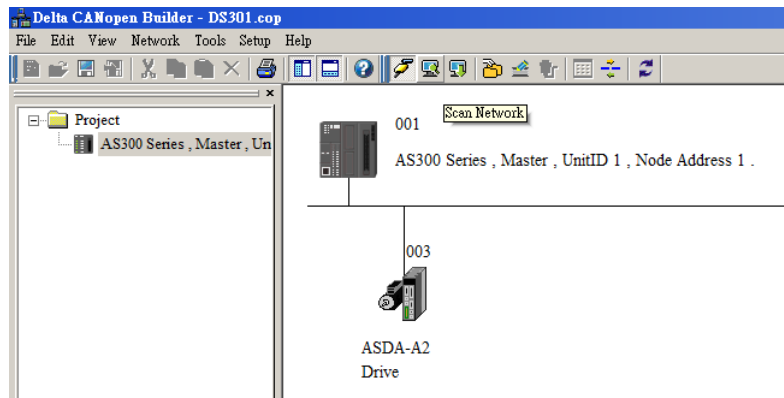 Delta CANopen Builder - DS301.cop
File Edit View Network Tools Setup Help
Project
AS300 Series , Master , Un
Scan Network
001
AS300 Series , Master , UnitID 1 , Node Address 1 .
003
ASDA-A2
Drive